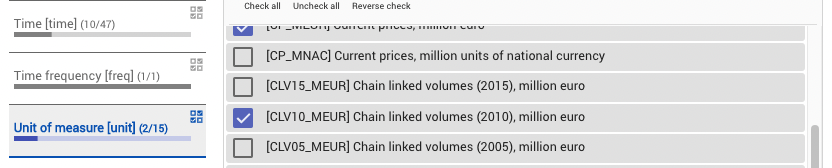 Check all Uncheck all Reverse check
Time [time] (10/47)
Time frequency [freq] (1/1)
Unit of measure [unit] (2/15)
[CP_MEUR] Current prices, million euro
[CP_MNAC] Current prices, million units of national currency
[CLV15_MEUR] Chain linked volumes (2015), million euro
[CLV10_MEUR] Chain linked volumes (2010), million euro
[CLV05_MEUR] Chain linked volumes (2005), million euro